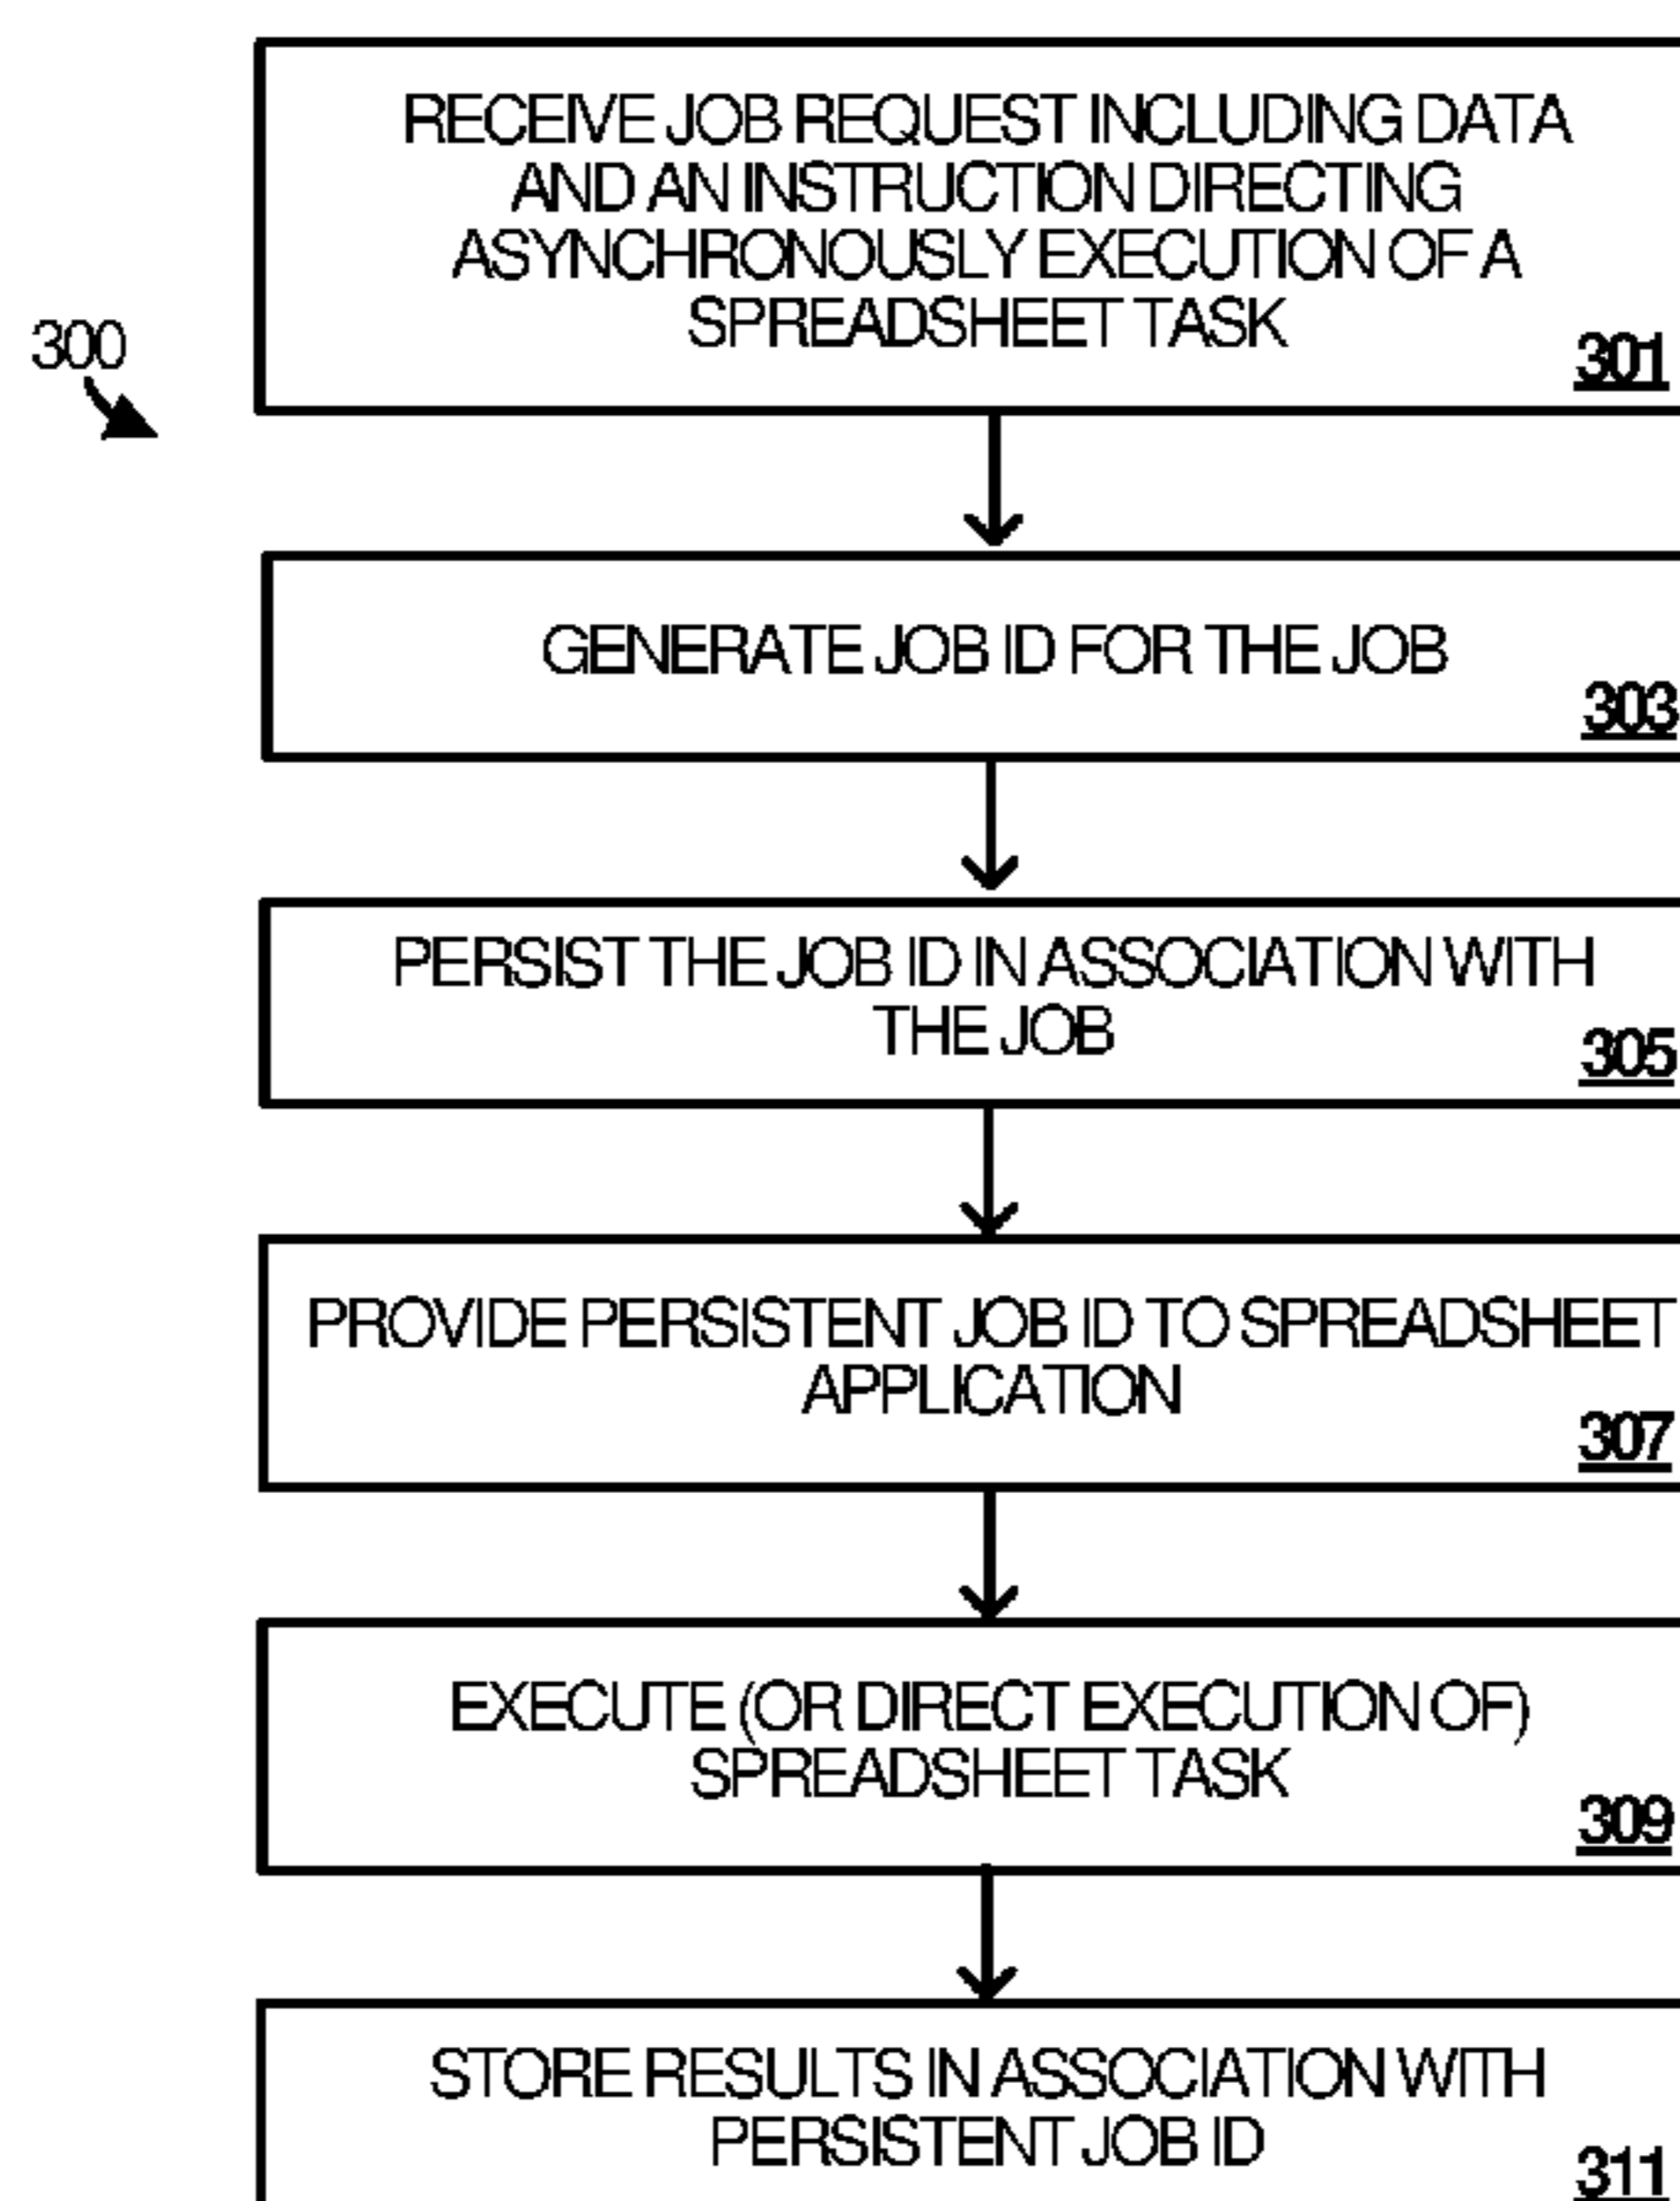 RECEIVE JOB REQUEST INCLUDING DATA
AND AN INSTRUCTION DIRECTING
ASYNCHRONOUSLY EXECUTION OF A
SPREADSHEET TASK
301
300
GENERATE JOB ID FOR THE JOB
303
PERSIST THE JOB ID IN ASSOCIATION WITH
THE JOB
305
PROVIDE PERSISTENT JOB ID TO SPREADSHEET
APPLICATION
307
EXECUTE (OR DIRECT EXECUTION OF)
SPREADSHEET TASK
309
STORE RESULTS IN ASSOCIATION WITH
PERSISTENT JOB ID
311